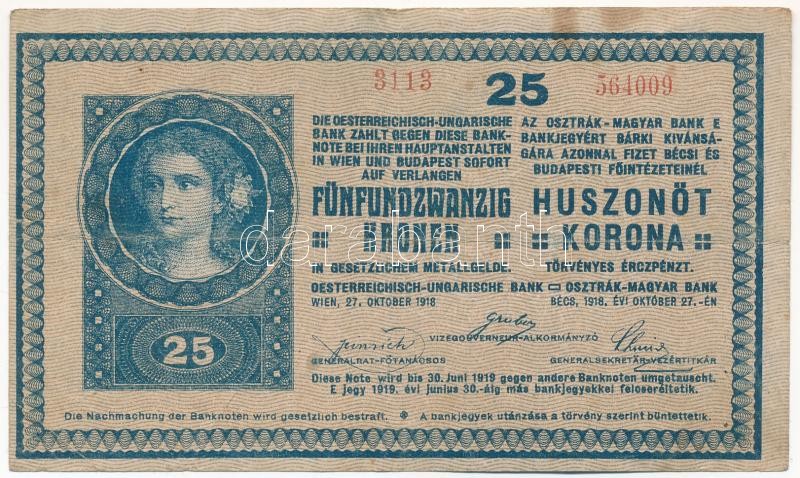 3113
25
564009
DIE OESTERREICHISCH-UNGARISCHE
BANK ZAHLT GEGEN DIESE BANK-
NOTE BEI IHREN HAUPTANSTALTEN
IN WIEN UND BUDAPEST SOFORT
AUF VERLANGEN
FÜNFUNDZWANZIG
KRONEN
IN GESETZLICHEM METALLGELDE.
OESTERREICHISCH-UNGARISCHE BANK
WIEN, 27. OKTOBER 1918
AZ OSZTRÁK-MAGYAR BANK E
BANKJEGYÉRT BÁRKI KIVÁNSÁ-
GÁRA AZONNAL FIZET BÉCSI ÉS
BUDAPESTI FŐINTÉZETEINÉL
HUSZONÖT
KORONA
TÖRVÉNYES ÉRCZPÉNZT.
OSZTRÁK-MAGYAR BANK
BÉCS, 1918. ÉVI OKTÓBER 27.-ÉN
25
Gruber
VIZEGOUVERNEUR-ALKORMÁNYZÓ
GENERALRAT-FŐTANÁCSOS
GENERALSEKRETÄR-VEZÉRTITKÁR
Diese Note wird bis 30. Juni 1919 gegen andere Banknoten umgetauscht.
E jegy 1919. évi junius 30.-áig más bankjegyekkel felcseréltetik.
Die Nachmachung der Banknoten wird gesetzlich bestraft. ❋ A bankjegyek utánzása a törvény szerint büntettetik.
darabanth